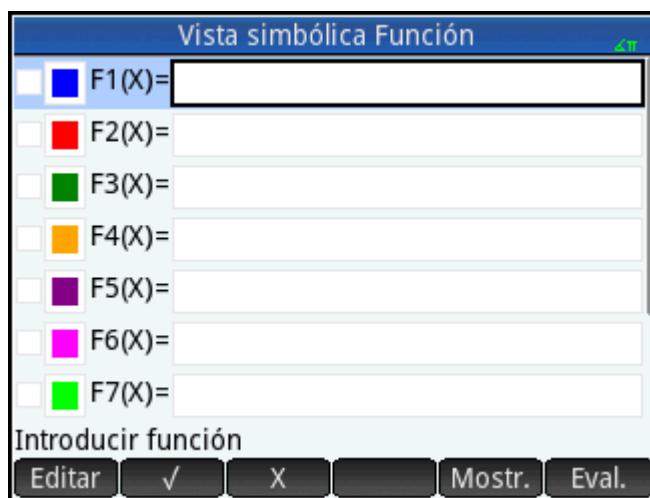 Vista simbólica Función
∡π
F1(X)=
F2(X)=
F3(X)=
F4(X)=
F5(X)=
F6(X)=
F7(X)=
Introducir función
Editar √ X Mostr. Eval.